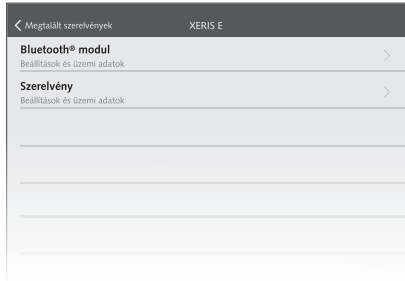 Megtalált szerelvények XERIS E
Bluetooth® modul
Beállítások és üzemi adatok
Szerelvény
Beállítások és üzemi adatok